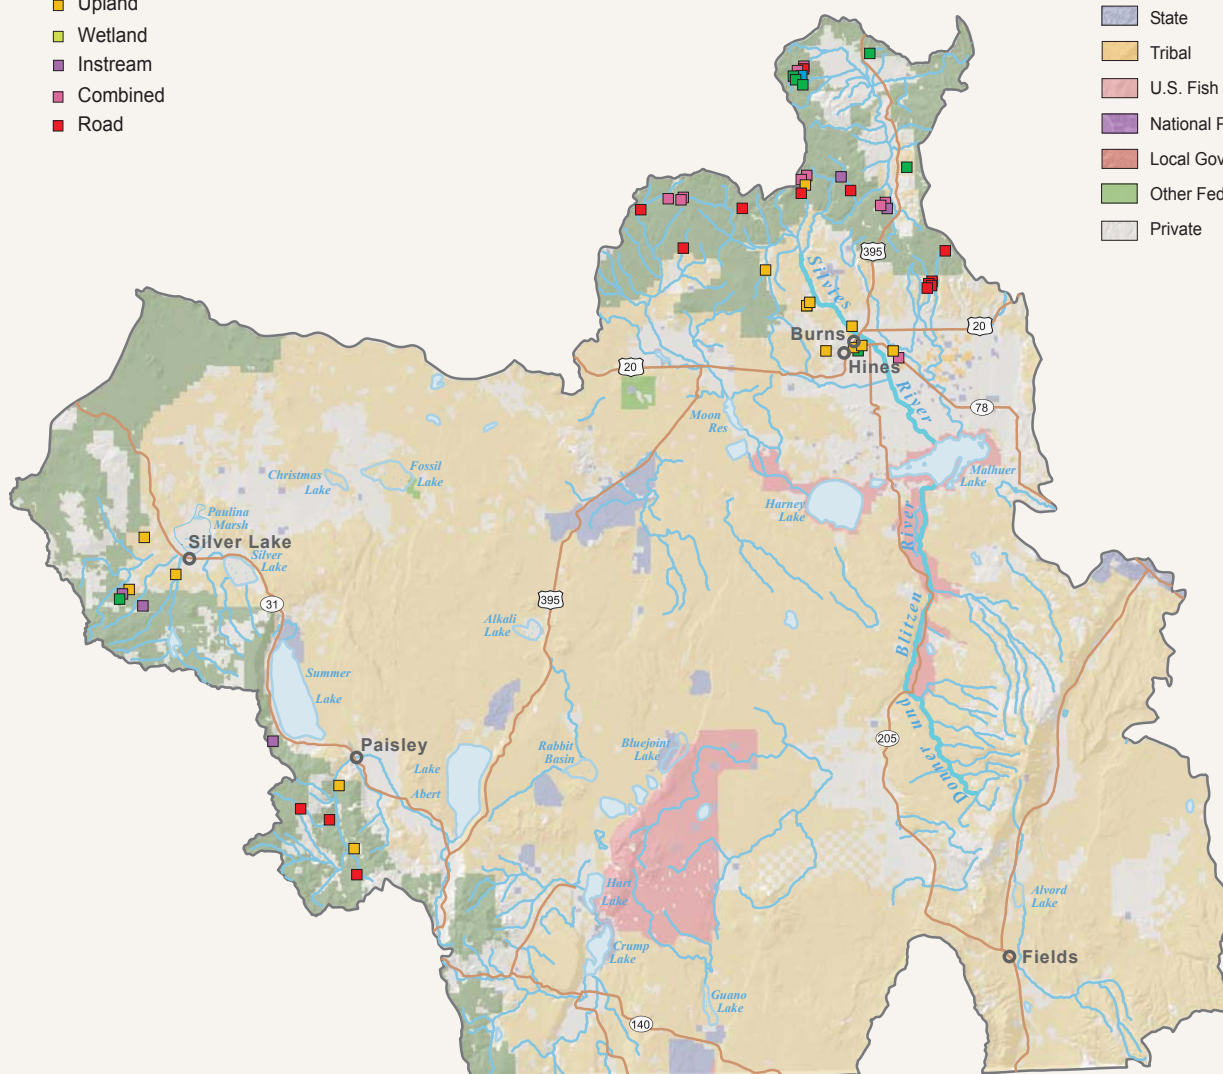 Upland
Wetland
Instream
Combined
Road
State
Tribal
U.S. Fish
National
Local Gov
Other Fed
Private
395
Silvies
River
20
Burns
Hines
20
78
Moon
Res
Malhuer
Lake
Harney
Lake
Christmas
Lake
Fossil
Lake
Paulina
Marsh
Silver Lake
Silver
Lake
31
395
Alkali
Lake
River
Blitzen
und
Donner
205
Summer
Lake
Paisley
Lake
Abert
Rabbit
Basin
Bluejoint
Lake
Hart
Lake
Crump
Lake
Guano
Lake
140
Alvord
Lake
Fields